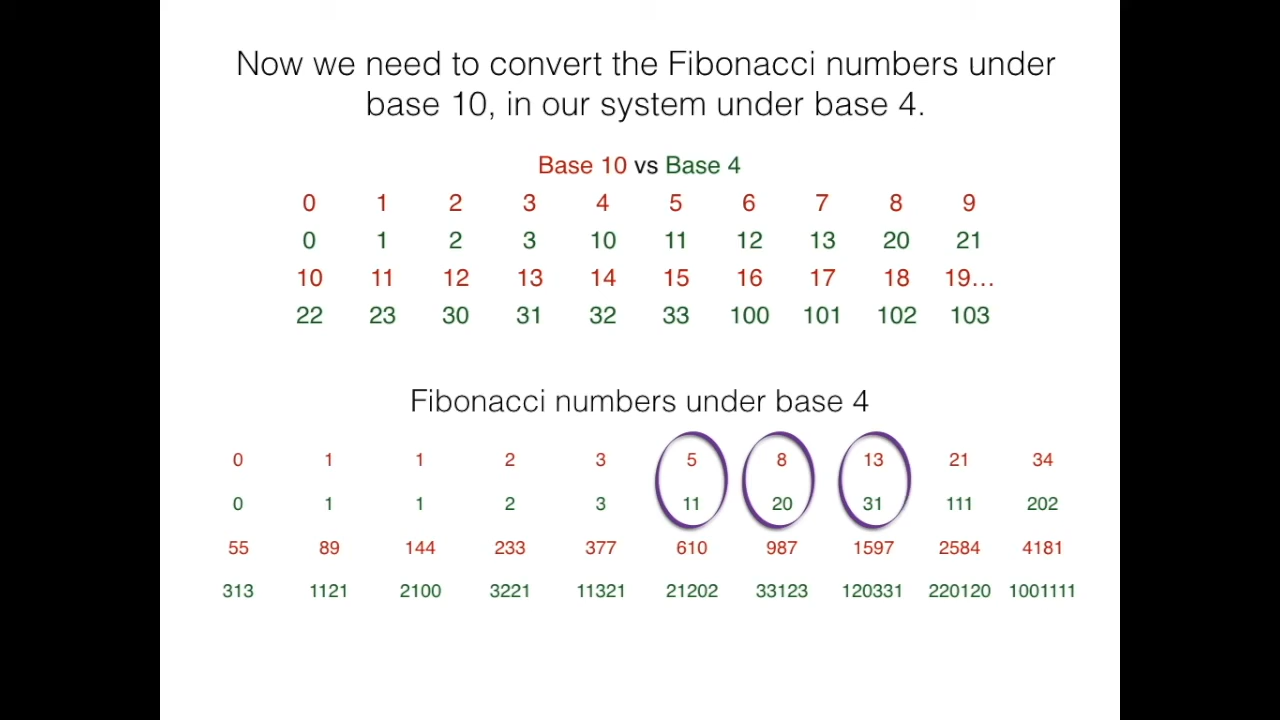 Now we need to convert the Fibonacci numbers under
base 10, in our system under base 4.
Base 10 vs Base 4
0 1 2 3 4 5 6 7 8 9
0 1 2 3 10 11 12 13 20 21
10 11 12 13 14 15 16 17 18 19...
22 23 30 31 32 33 100 101 102 103
Fibonacci numbers under base 4
0 1 1 2 3 5 8 13 21 34
0 1 1 2 3 11 20 31 111 202
55 89 144 233 377 610 987 1597 2584 4181
313 1121 2100 3221 11321 21202 33123 120331 220120 1001111